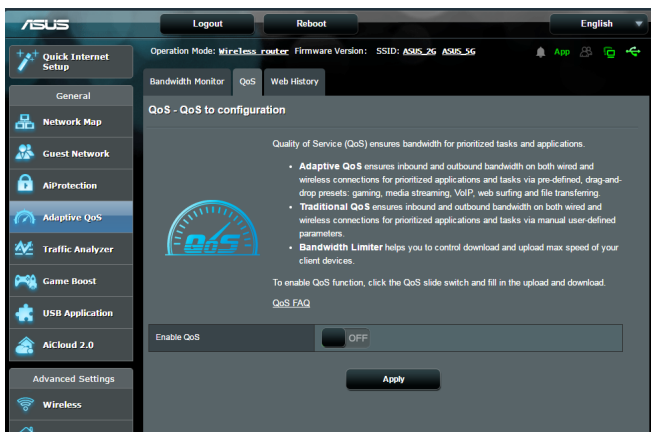 ASUS
Logout
Reboot
English
Quick Internet
Setup
General
Network Map
Guest Network
AiProtection
Adaptive QoS
Traffic Analyzer
Game Boost
USB Application
AiCloud 2.0
Advanced Settings
Wireless
Operation Mode: Wireless router Firmware Version: SSID: ASUS_2G ASUS_5G
App
Bandwidth Monitor QoS Web History
QoS - QoS to configuration
QoS
Quality of Service (QoS) ensures bandwidth for prioritized tasks and applications.
• Adaptive QoS ensures inbound and outbound bandwidth on both wired and
wireless connections for prioritized applications and tasks via pre-defined, drag-and-
drop presets: gaming, media streaming, VoIP, web surfing and file transferring.
• Traditional QoS ensures inbound and outbound bandwidth on both wired and
wireless connections for prioritized applications and tasks via manual user-defined
parameters.
• Bandwidth Limiter helps you to control download and upload max speed of your
client devices.
To enable QoS function, click the QoS slide switch and fill in the upload and download.
QoS FAQ
Enable QoS
OFF
Apply